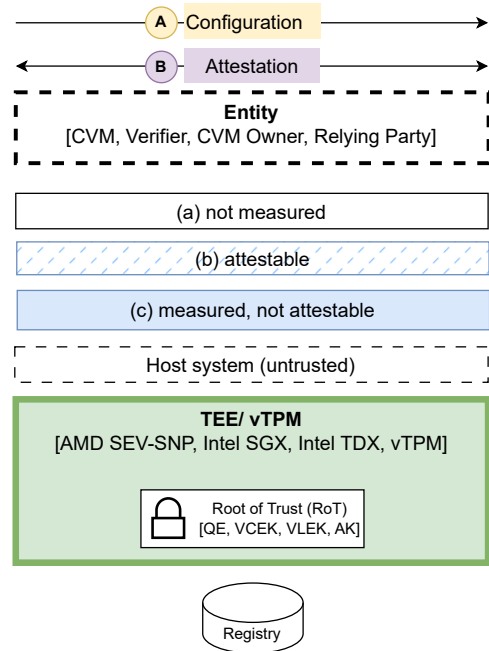 A Configuration
B Attestation
Entity
[CVM, Verifier, CVM Owner, Relying Party]
(a) not measured
(b) attestable
(c) measured, not attestable
Host system (untrusted)
TEE/ vTPM
[AMD SEV-SNP, Intel SGX, Intel TDX, vTPM]
Root of Trust (RoT)
[QE, VCEK, VLEK, AK]
Registry